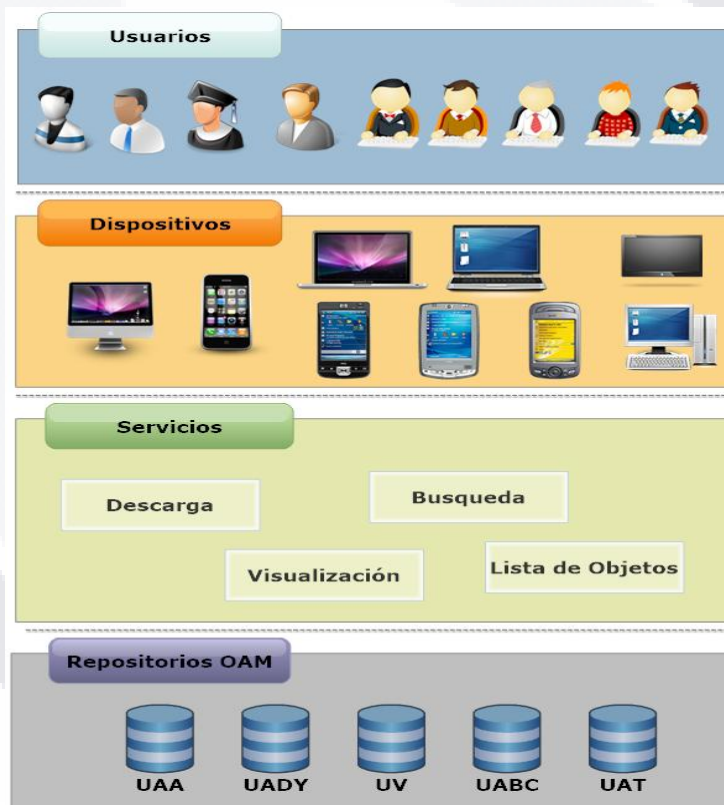 Usuarios
Dispositivos
Servicios
Descarga
Busqueda
Visualización
Lista de Objetos
Repositorios OAM
UAA UADY UV UABC UAT